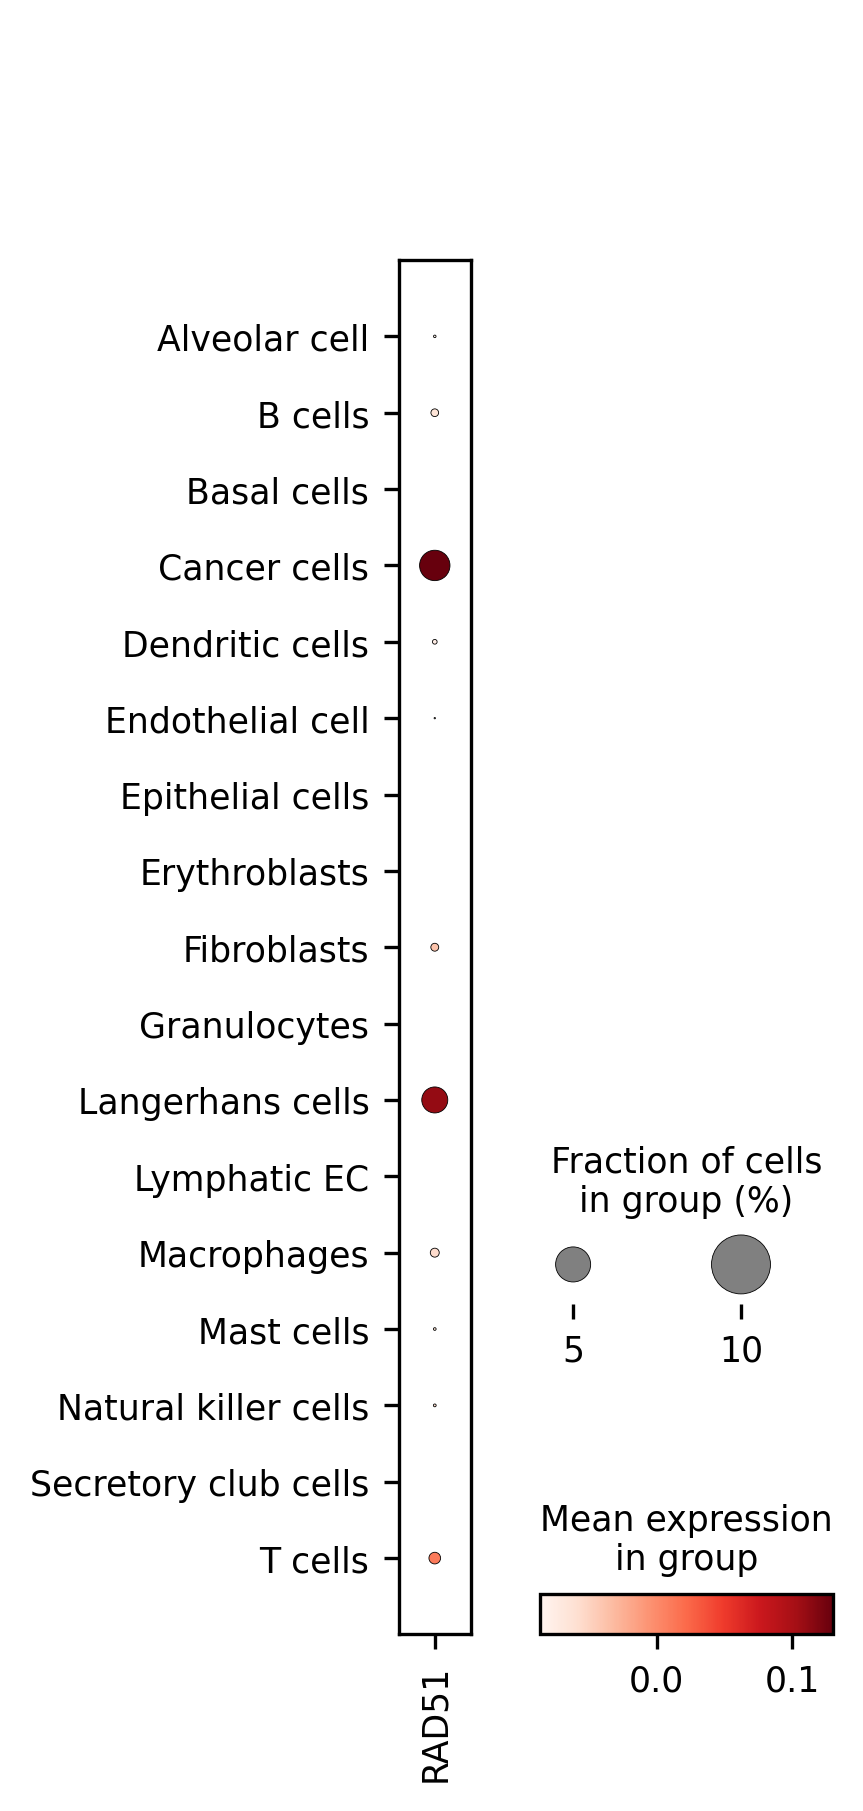 Alveolar cell
B cells
Basal cells
Cancer cells
Dendritic cells
Endothelial cell
Epithelial cells
Erythroblasts
Fibroblasts
Granulocytes
Langerhans cells
Lymphatic EC
Macrophages
Mast cells
Natural killer cells
Secretory club cells
T cells
RAD51
Fraction of cells
in group (%)
5 10
Mean expression
in group
0.0 0.1